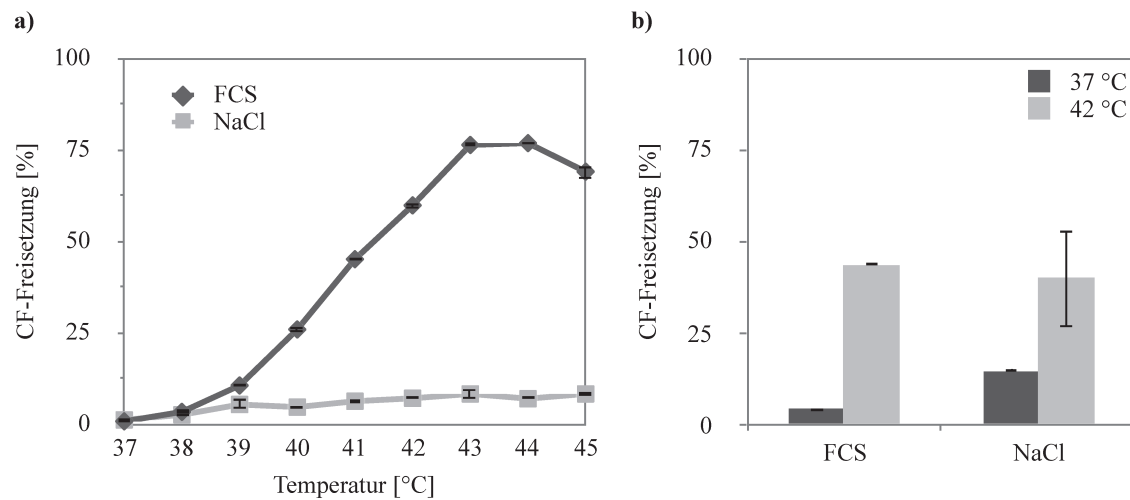 a)
CF-Freisetzung [%]
100
75
50
25
0
FCS
NaCl
37 38 39 40 41 42 43 44 45
Temperatur [°C]
b)
CF-Freisetzung [%]
100
75
50
25
0
37 °C
42 °C
FCS NaCl